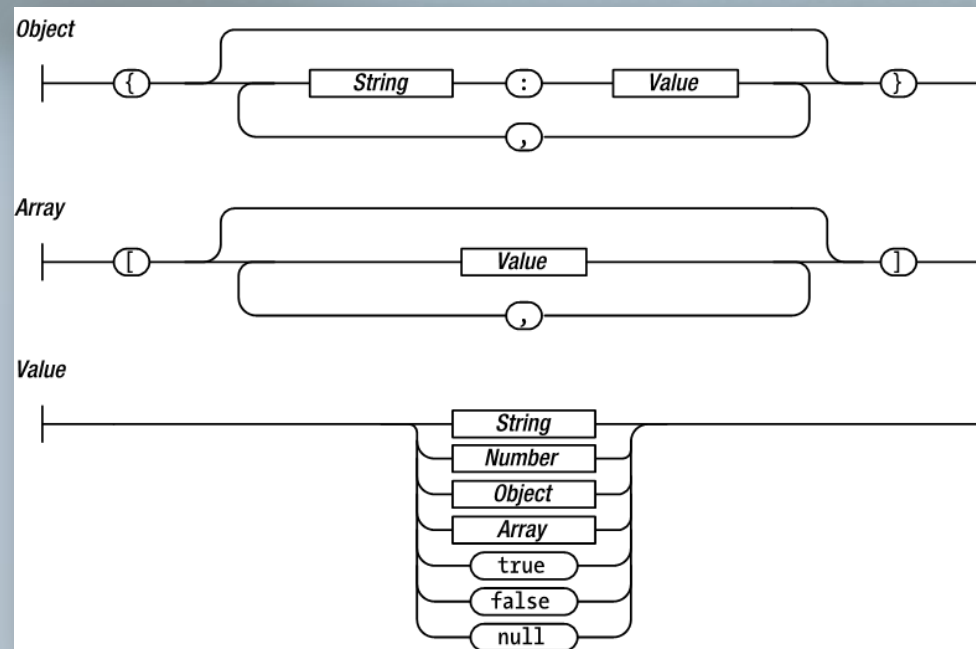 Object
{ String : Value }
,
Array
[ Value ]
,
Value
String
Number
Object
Array
true
false
null